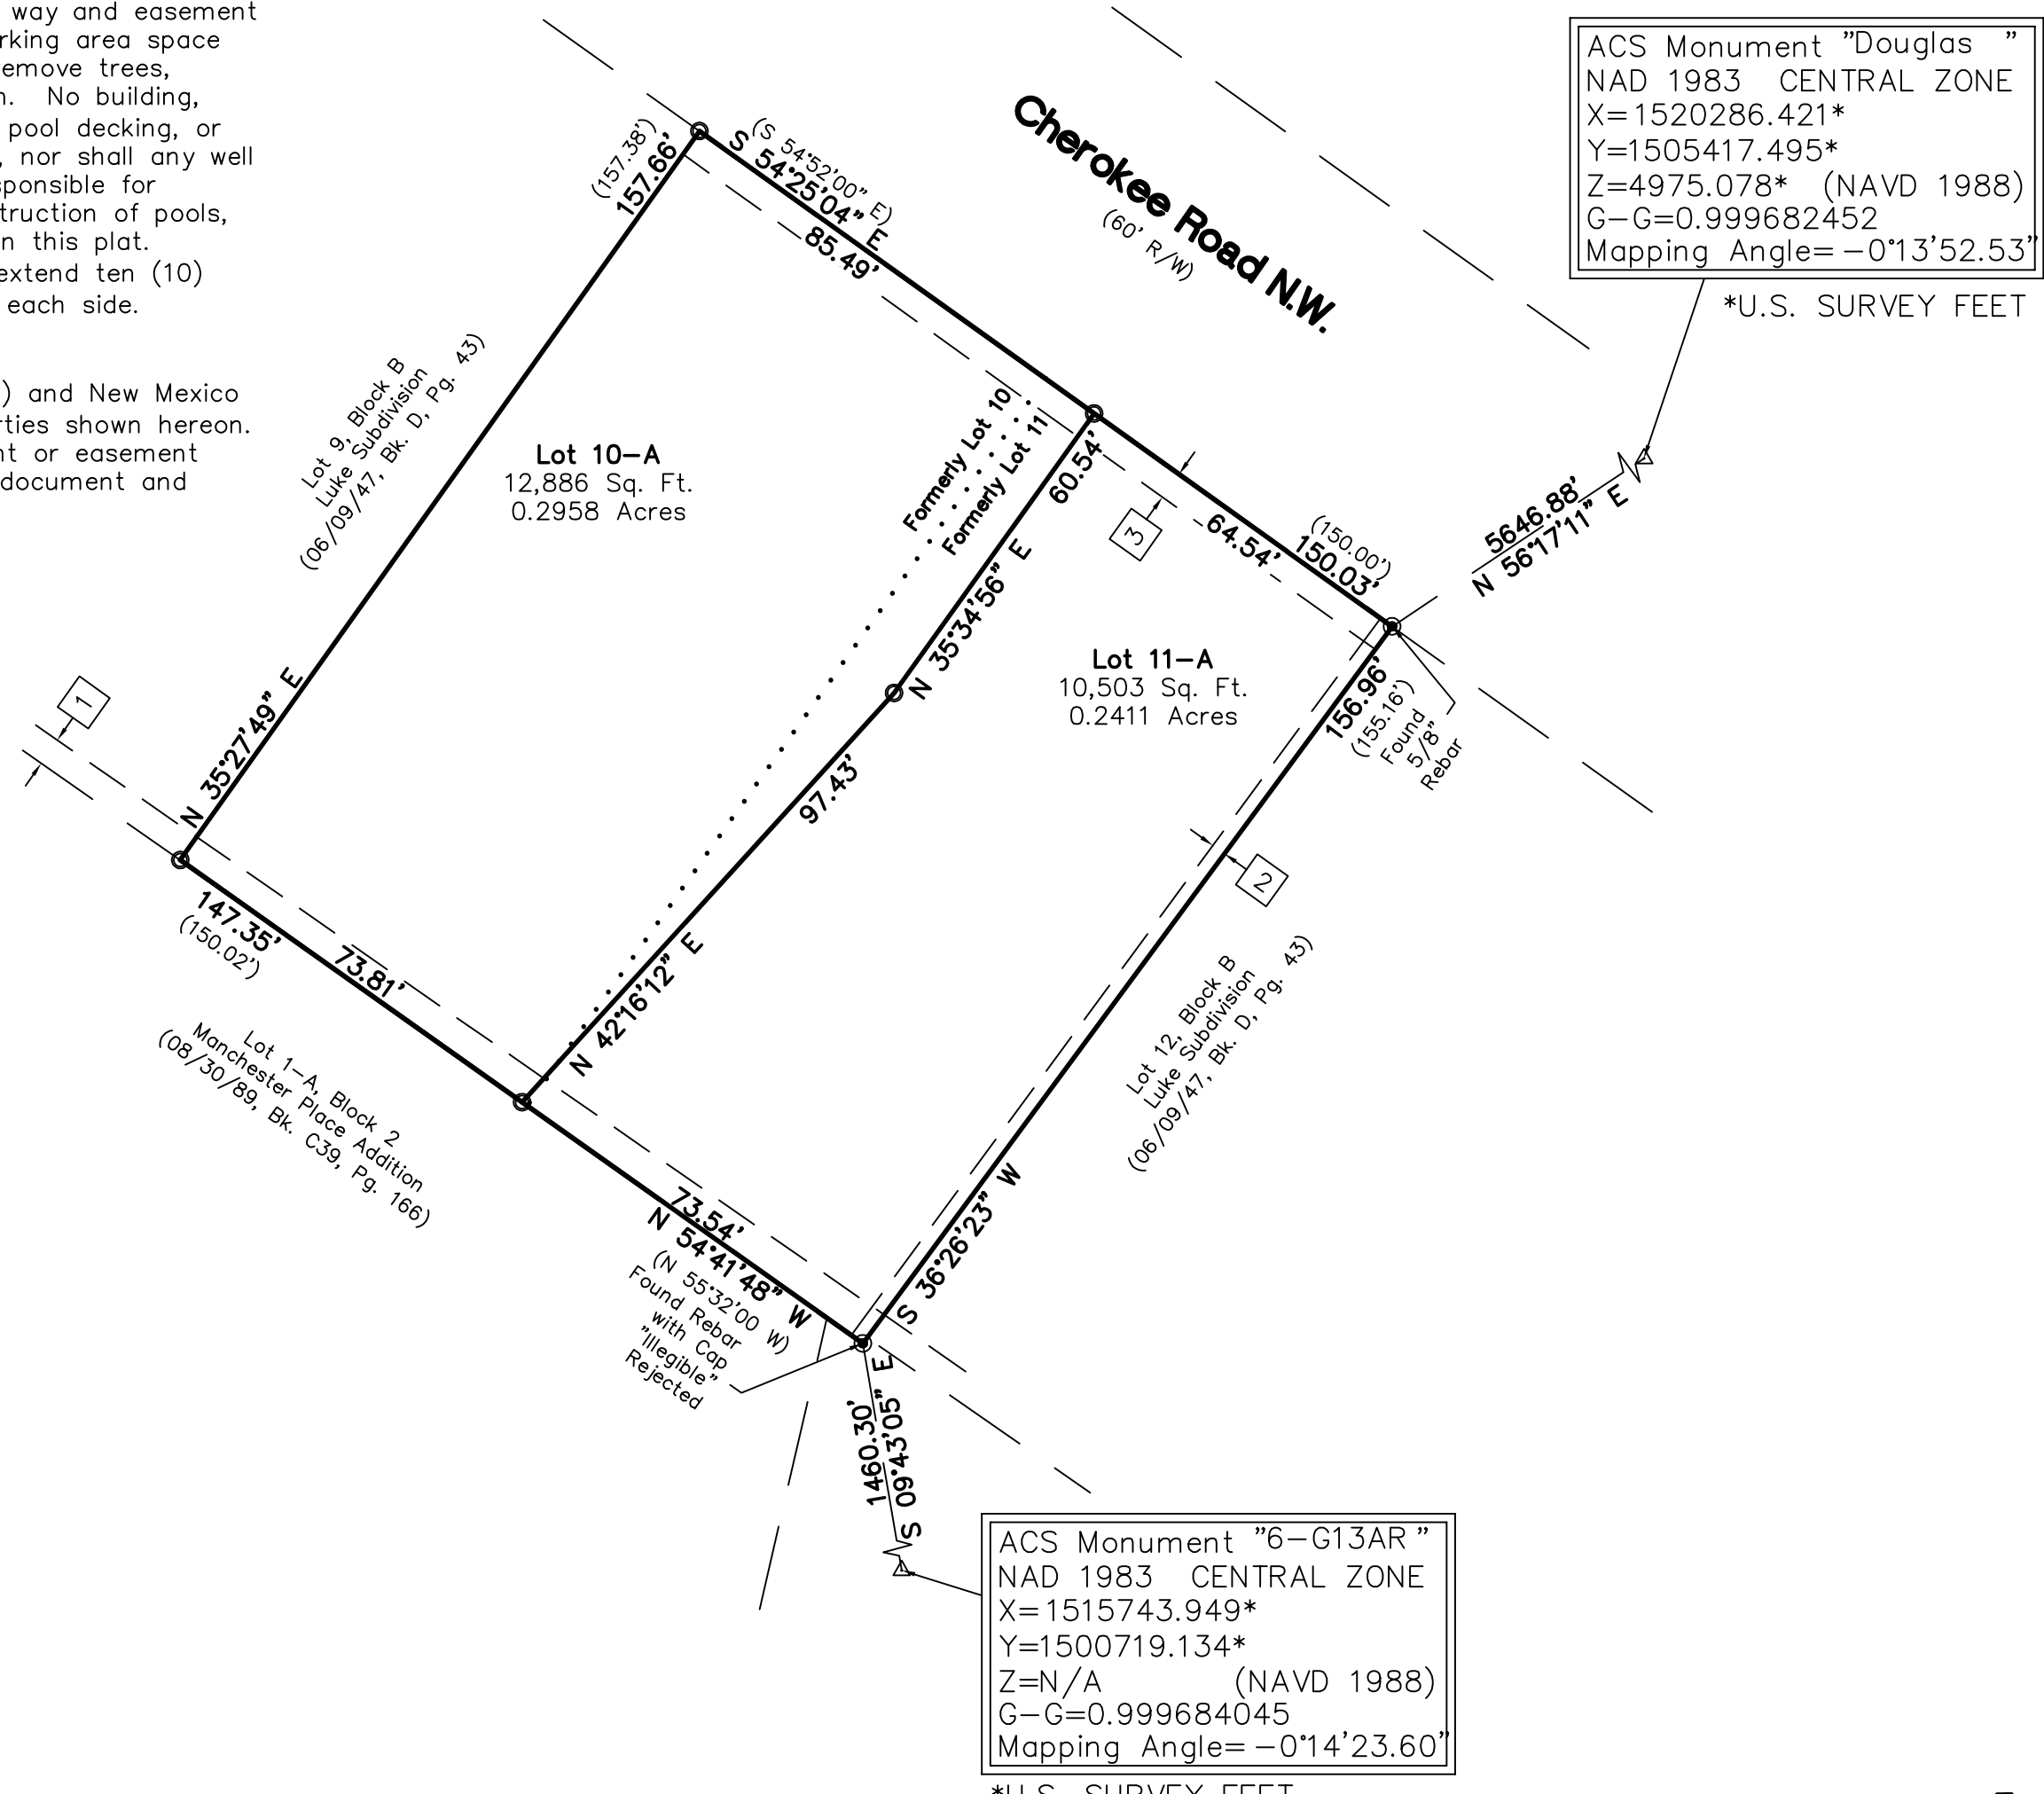 way and easement
rking area space
remove trees,
n. No building,
pool decking, or
, nor shall any well
sponsible for
truction of pools,
n this plat.
extend ten (10)
each side.
) and New Mexico
ties shown hereon.
nt or easement
document and
ACS Monument "Douglas "
NAD 1983 CENTRAL ZONE
X=1520286.421*
Y=1505417.495*
Z=4975.078* (NAVD 1988)
G-G=0.999682452
Mapping Angle=-0°13'52.53"
*U.S. SURVEY FEET
Cherokee Road N.W.
(60' R/W)
(S 54°52'00" E)
S 54°25'04" E
85.49'
(157.38')
157.66'
Lot 9, Block B
Luke Subdivision
(06/09/47, Bk. D, Pg. 43)
N 35°27'49" E
Lot 10-A
12,886 Sq. Ft.
0.2958 Acres
Formerly Lot 10
Formerly Lot 11
60.54'
N 35°34'56" E
3
64.54'
(150.00')
150.03'
5646.88'
N 56°17'11" E
Lot 11-A
10,503 Sq. Ft.
0.2411 Acres
156.96'
(155.16')
Found
5/8"
Rebar
1
97.43'
N 42°16'12" E
2
147.35'
(150.02')
73.81'
Lot 1-A, Block 2
Manchester Place Addition
(08/30/89, Bk. C39, Pg. 166)
Lot 12, Block B
Luke Subdivision
(06/09/47, Bk. D, Pg. 43)
S 36°26'23" W
73.54'
N 54°41'48" W
(N 55°32'00 W)
Found Rebar
with Cap
"Illegible"
Rejected
1460.30'
S 09°43'05" E
ACS Monument "6-G13AR "
NAD 1983 CENTRAL ZONE
X=1515743.949*
Y=1500719.134*
Z=N/A (NAVD 1988)
G-G=0.999684045
Mapping Angle=-0°14'23.60"
*U.S. SURVEY FEET